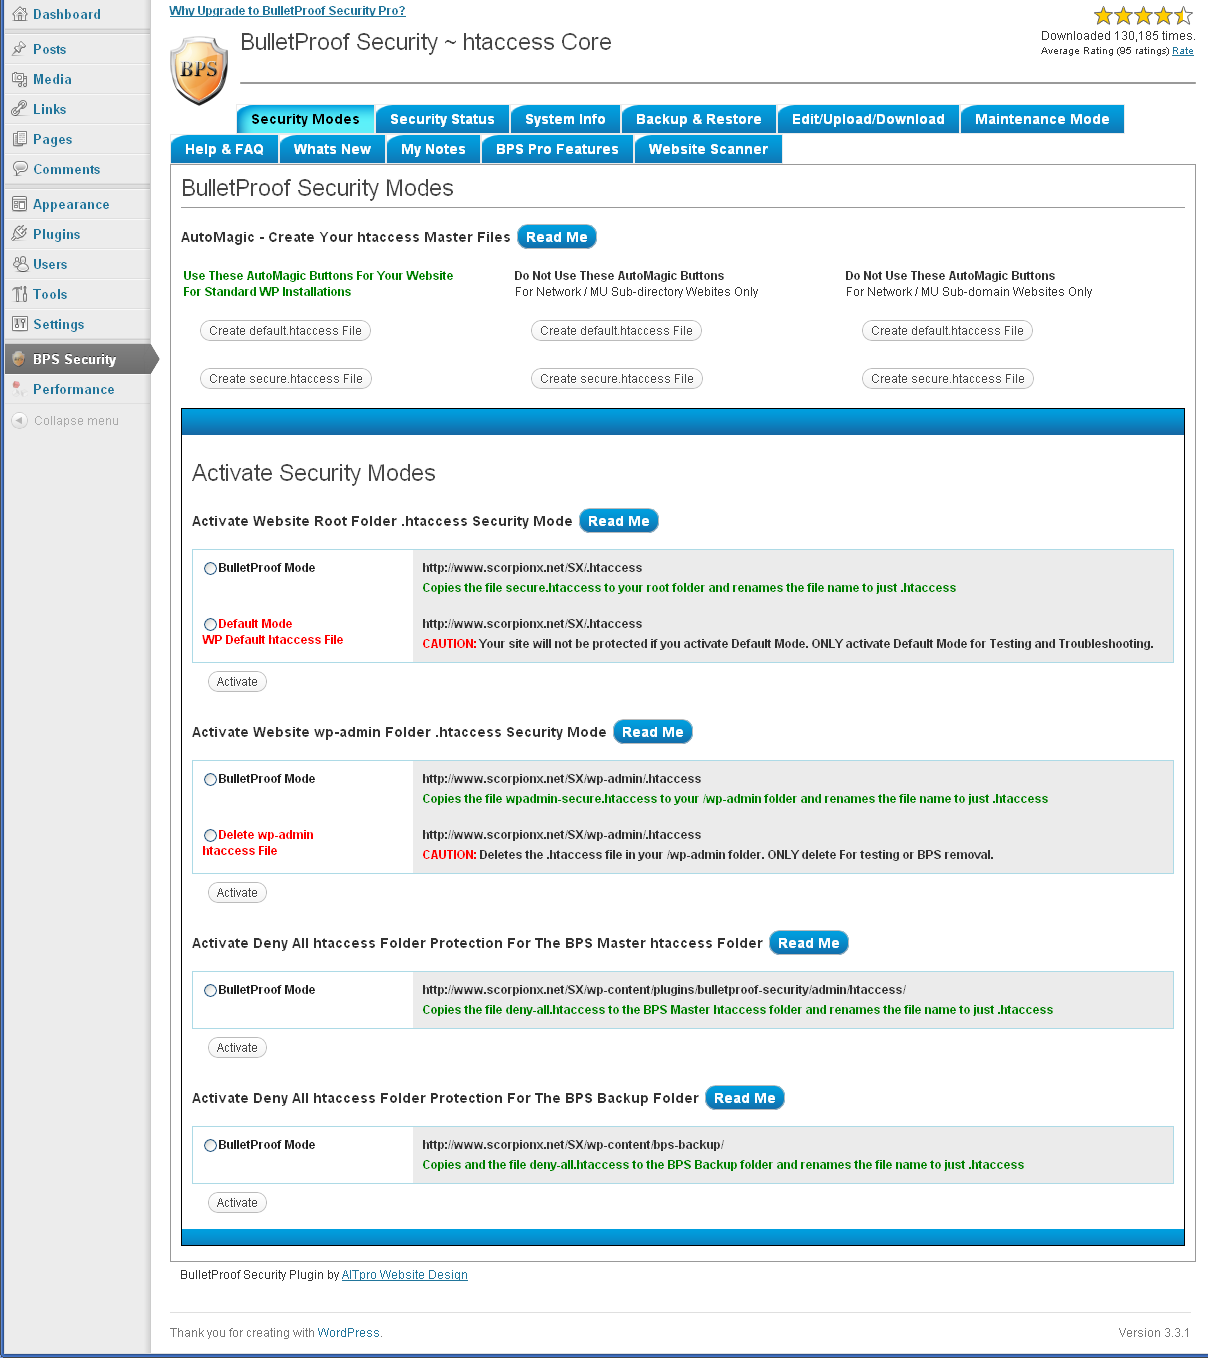 Dashboard
Posts
Media
Links
Pages
Comments
Appearance
Plugins
Users
Tools
Settings
BPS Security
Performance
Collapse menu
Why Upgrade to BulletProof Security Pro?
BPS
BulletProof Security ~ htaccess Core
Downloaded 130,185 times.
Average Rating (95 ratings) Rate
Security Modes Security Status System Info Backup & Restore Edit/Upload/Download Maintenance Mode
Help & FAQ Whats New My Notes BPS Pro Features Website Scanner
BulletProof Security Modes
AutoMagic - Create Your htaccess Master Files Read Me
Use These AutoMagic Buttons For Your Website
For Standard WP Installations
Create default.htaccess File
Create secure.htaccess File
Do Not Use These AutoMagic Buttons
For Network / MU Sub-directory Webites Only
Create default.htaccess File
Create secure.htaccess File
Do Not Use These AutoMagic Buttons
For Network / MU Sub-domain Websites Only
Create default.htaccess File
Create secure.htaccess File
Activate Security Modes
Activate Website Root Folder .htaccess Security Mode Read Me
BulletProof Mode http://www.scorpionx.net/SX/.htaccess
Copies the file secure.htaccess to your root folder and renames the file name to just .htaccess
Default Mode http://www.scorpionx.net/SX/.htaccess
WP Default htaccess File CAUTION: Your site will not be protected if you activate Default Mode. ONLY activate Default Mode for Testing and Troubleshooting.
Activate
Activate Website wp-admin Folder .htaccess Security Mode Read Me
BulletProof Mode http://www.scorpionx.net/SX/wp-admin/.htaccess
Copies the file wpadmin-secure.htaccess to your /wp-admin folder and renames the file name to just .htaccess
Delete wp-admin http://www.scorpionx.net/SX/wp-admin/.htaccess
htaccess File CAUTION: Deletes the .htaccess file in your /wp-admin folder. ONLY delete For testing or BPS removal.
Activate
Activate Deny All htaccess Folder Protection For The BPS Master htaccess Folder Read Me
BulletProof Mode http://www.scorpionx.net/SX/wp-content/plugins/bulletproof-security/admin/htaccess/
Copies the file deny-all.htaccess to the BPS Master htaccess folder and renames the file name to just .htaccess
Activate
Activate Deny All htaccess Folder Protection For The BPS Backup Folder Read Me
BulletProof Mode http://www.scorpionx.net/SX/wp-content/bps-backup/
Copies and the file deny-all.htaccess to the BPS Backup folder and renames the file name to just .htaccess
Activate
BulletProof Security Plugin by AITpro Website Design
Thank you for creating with WordPress. Version 3.3.1